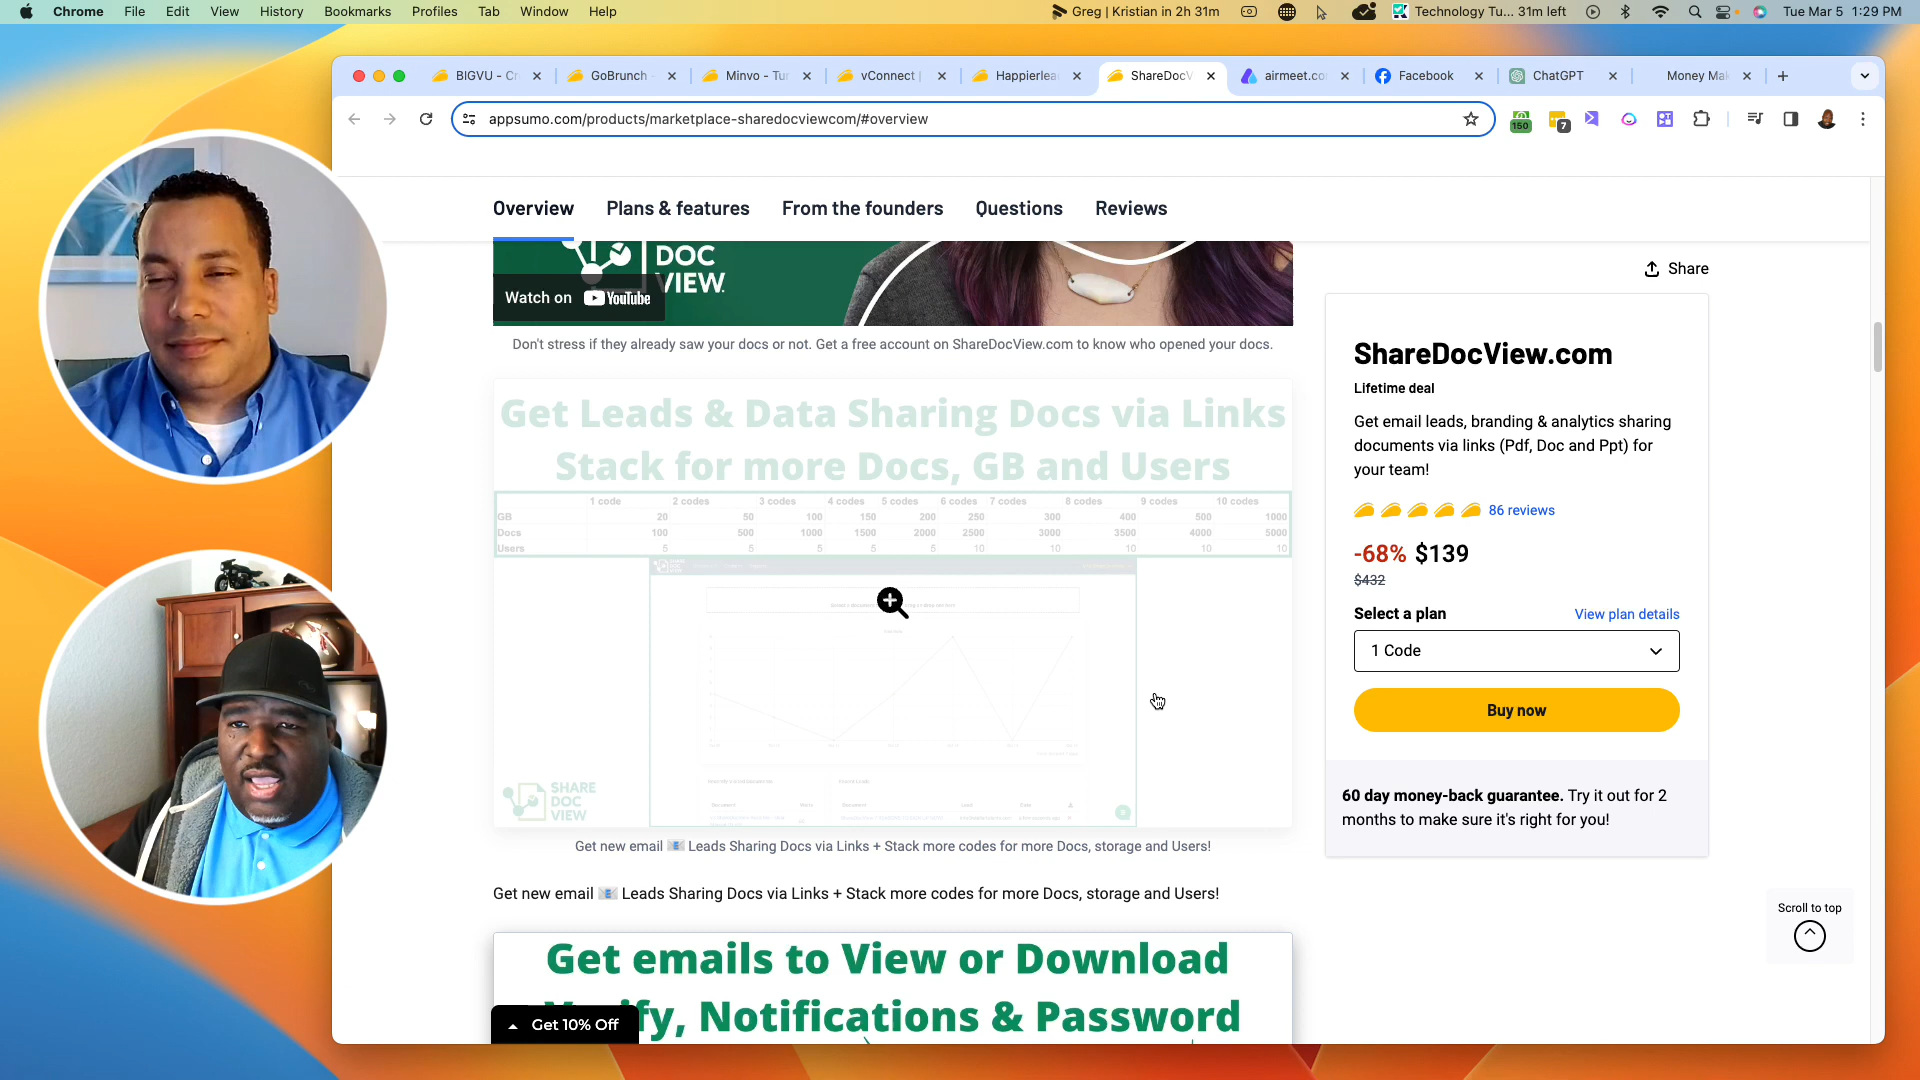 Chrome File Edit View History Bookmarks Profiles Tab Window Help
Greg | Kristian in 2h 31m
Technology Tu... 31m left
Tue Mar 5 1:29 PM
BIGVU - Cr
GoBrunch -
Minvo - Tur
vConnect |
Happierlea
ShareDocV
airmeet.co
Facebook
ChatGPT
Money Mak
appsumo.com/products/marketplace-sharedocviewcom/#overview
150
7
Overview Plans & features From the founders Questions Reviews
DOC
VIEW.
Watch on YouTube
Don't stress if they already saw your docs or not. Get a free account on ShareDocView.com to know who opened your docs.
Get Leads & Data Sharing Docs via Links
Stack for more Docs, GB and Users
1 code 2 codes 3 codes 4 codes 5 codes 6 codes 7 codes 8 codes 9 codes 10 codes
GB 20 50 100 150 200 250 300 400 500 1000
Docs 100 500 1000 1500 2000 2500 3000 3500 4000 5000
Users 5 5 5 5 5 10 10 10 10 10
SHARE
DOC
VIEW
Get new email 📧 Leads Sharing Docs via Links + Stack more codes for more Docs, storage and Users!
Get new email 📧 Leads Sharing Docs via Links + Stack more codes for more Docs, storage and Users!
Get emails to View or Download
fy, Notifications & Password
Get 10% Off
Share
ShareDocView.com
Lifetime deal
Get email leads, branding & analytics sharing
documents via links (Pdf, Doc and Ppt) for
your team!
86 reviews
-68% $139
$432
Select a plan View plan details
1 Code
Buy now
60 day money-back guarantee. Try it out for 2
months to make sure it's right for you!
Scroll to top